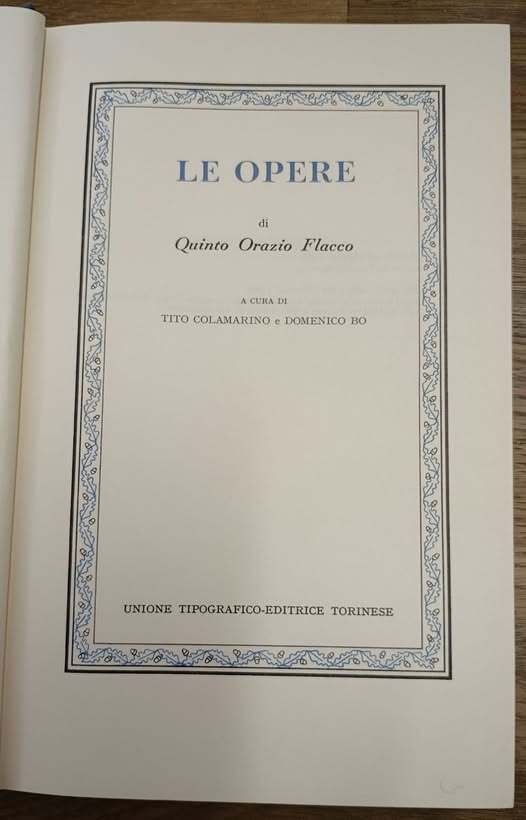 LE OPERE
di
Quinto Orazio Flacco
A CURA DI
TITO COLAMARINO e DOMENICO BO
UNIONE TIPOGRAFICO-EDITRICE TORINESE